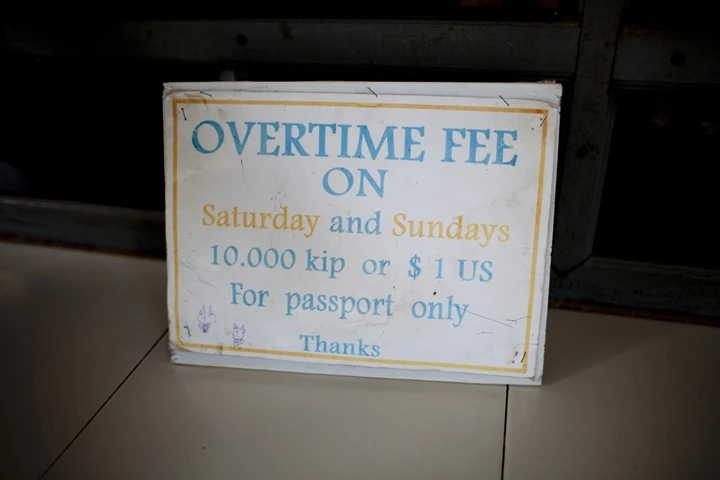 OVERTIME FEE
ON
Saturday and Sundays
10.000 kip or $ 1 US
For passport only
Thanks